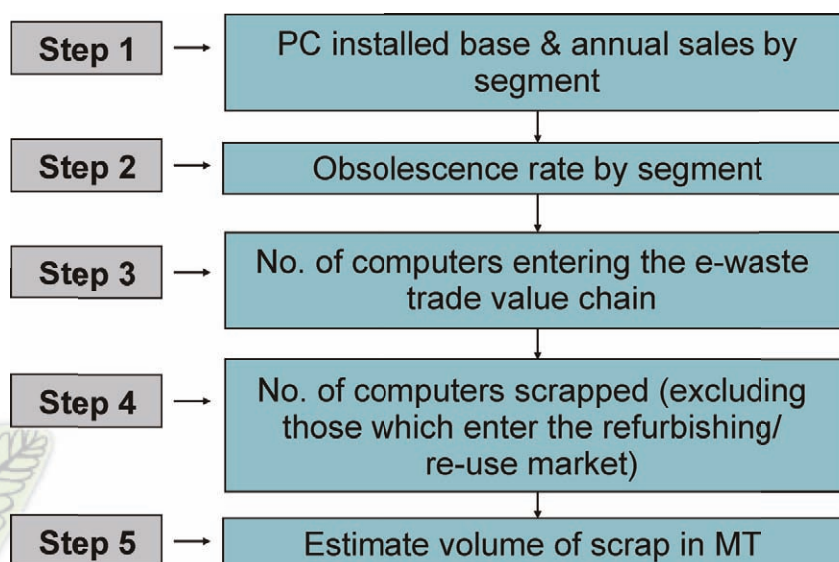 Step 1
PC installed base & annual sales by
segment
Step 2
Obsolescence rate by segment
Step 3
No. of computers entering the e-waste
trade value chain
Step 4
No. of computers scrapped (excluding
those which enter the refurbishing/
re-use market)
Step 5
Estimate volume of scrap in MT